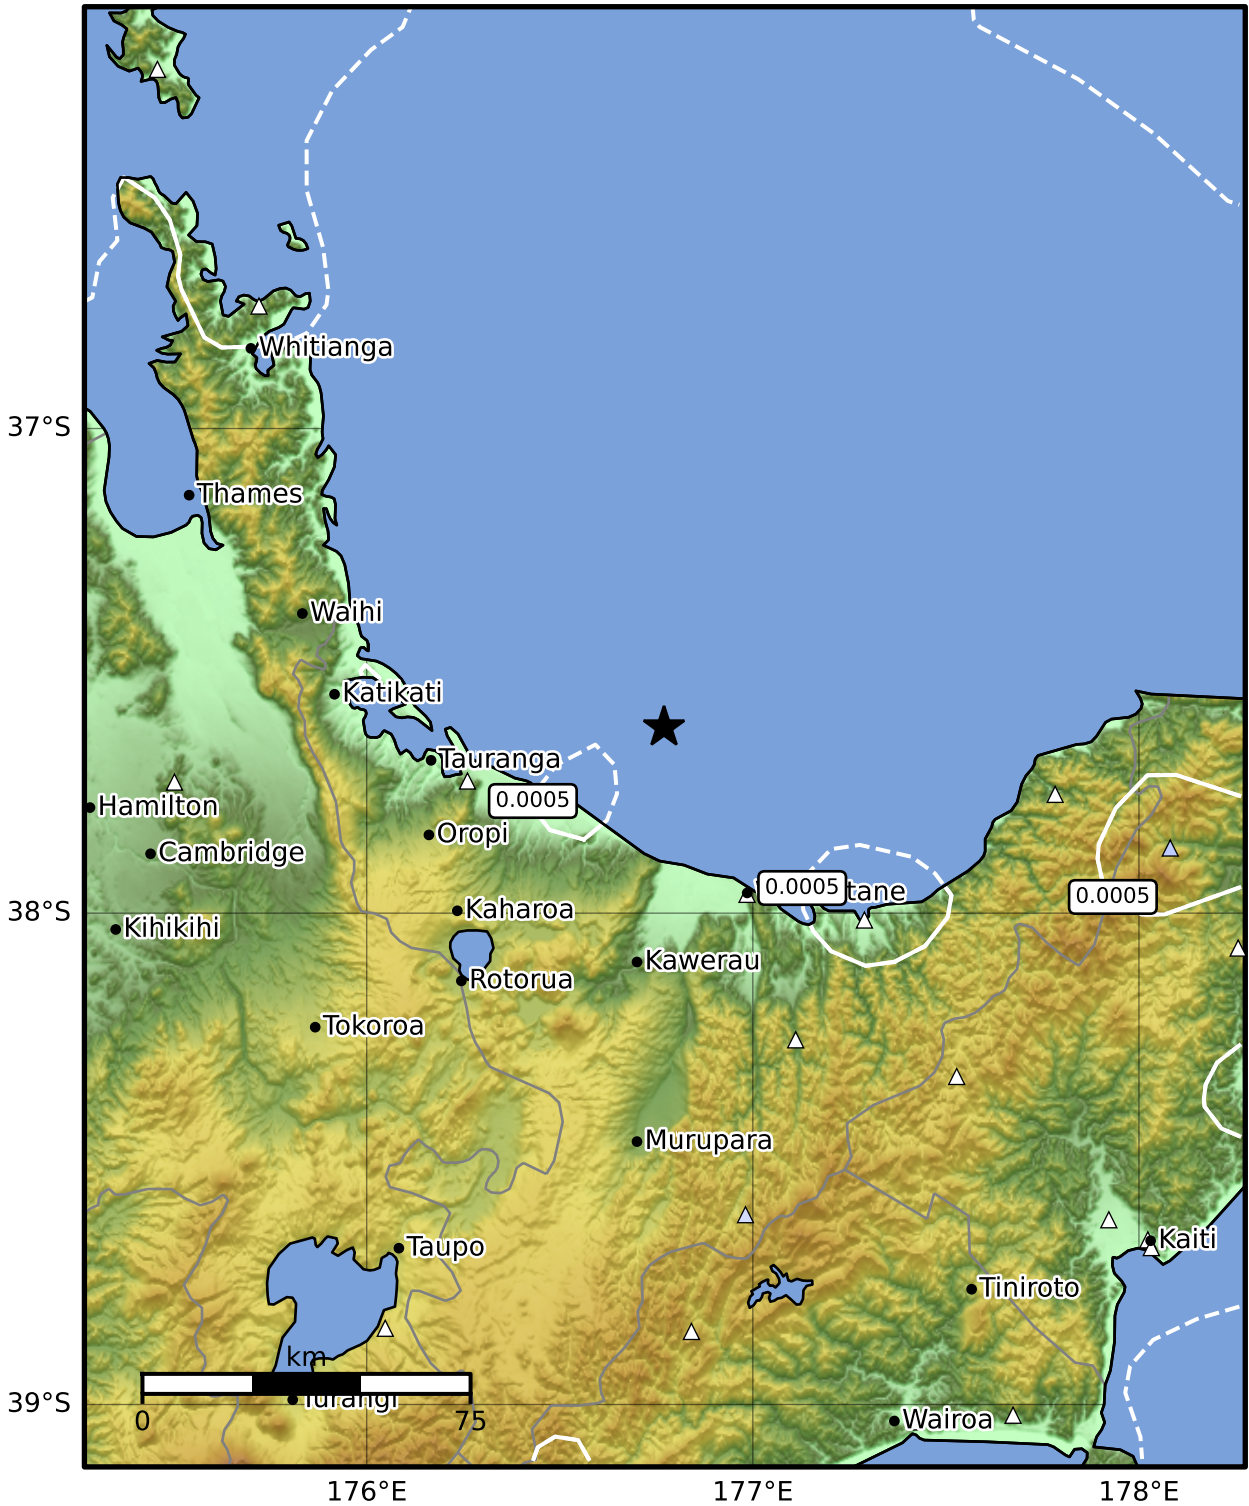 Whitianga
37°S
Thames
Waihi
Katikati
Tauranga
0.0005
Hamilton
Oropi
Cambridge
0.0005
tane
0.0005
38°S
Kaharoa
Kihikihi
Kawerau
Rotorua
Tokoroa
Murupara
Kaiti
Taupo
Tiniroto
km
Turangi
39°S
0
75
Wairoa
176°E
177°E
178°E